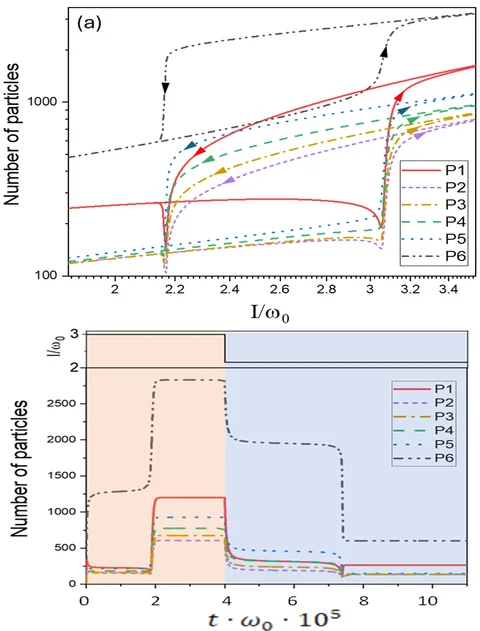 (a)
Number of particles
1000
100
P1
P2
P3
P4
P5
P6
2 2.2 2.4 2.6 2.8 3 3.2 3.4
I/ω₀
I/ω₀
3
2
Number of particles
2500
2000
1500
1000
500
0
P1
P2
P3
P4
P5
P6
0 2 4 6 8 10
t · ω₀ · 10⁵